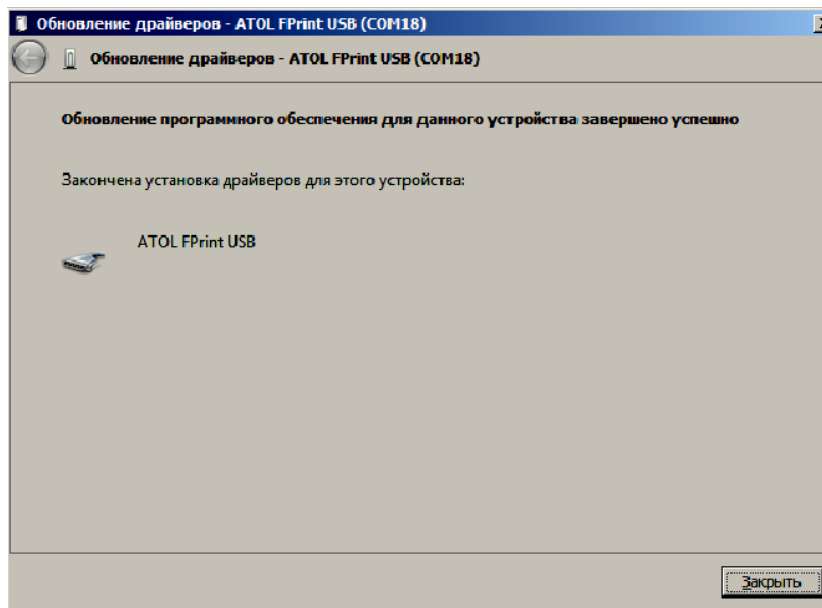 Обновление драйверов - ATOL FPrint USB (COM18)
Обновление драйверов - ATOL FPrint USB (COM18)
Обновление программного обеспечения для данного устройства завершено успешно
Закончена установка драйверов для этого устройства:
ATOL FPrint USB
Закрыть